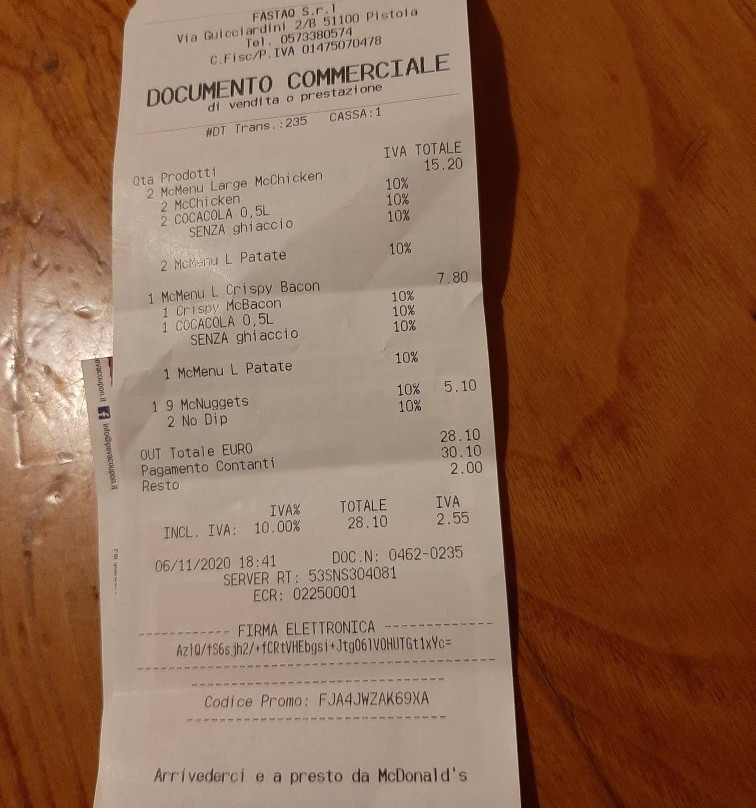 FASTAQ S.r.l
Via Guicciardini 2/B 51100 Pistoia
Tel. 0573380574
C.Fisc/P.IVA 01475070478
DOCUMENTO COMMERCIALE
di vendita o prestazione
#DT Trans.:235 CASSA:1
Qta Prodotti IVA TOTALE
2 McMenu Large McChicken 15.20
2 McChicken 10%
2 COCACOLA 0,5L 10%
SENZA ghiaccio 10%
2 McMenu L Patate 10%
1 McMenu L Crispy Bacon 7.80
1 Crispy McBacon 10%
1 COCACOLA 0,5L 10%
SENZA ghiaccio 10%
1 McMenu L Patate 10%
1 9 McNuggets 10% 5.10
2 No Dip 10%
OUT Totale EURO 28.10
Pagamento Contanti 30.10
Resto 2.00
IVA% TOTALE IVA
INCL. IVA: 10.00% 28.10 2.55
06/11/2020 18:41 DOC.N: 0462-0235
SERVER RT: 53SNS304081
ECR: 02250001
----------- FIRMA ELETTRONICA -------------
AzlQ/fS6sjh2/+fCRtVHEbgsi+JtgO6lVOHUTGt1xYc=
Codice Promo: FJA4JWZAK69XA
Arrivederci e a presto da McDonald's